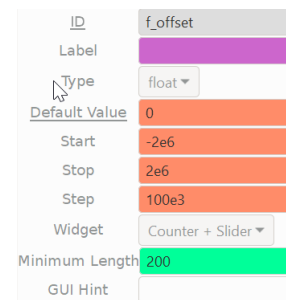 ID f_offset
Label
Type float
Default Value 0
Start -2e6
Stop 2e6
Step 100e3
Widget Counter + Slider
Minimum Length 200
GUI Hint